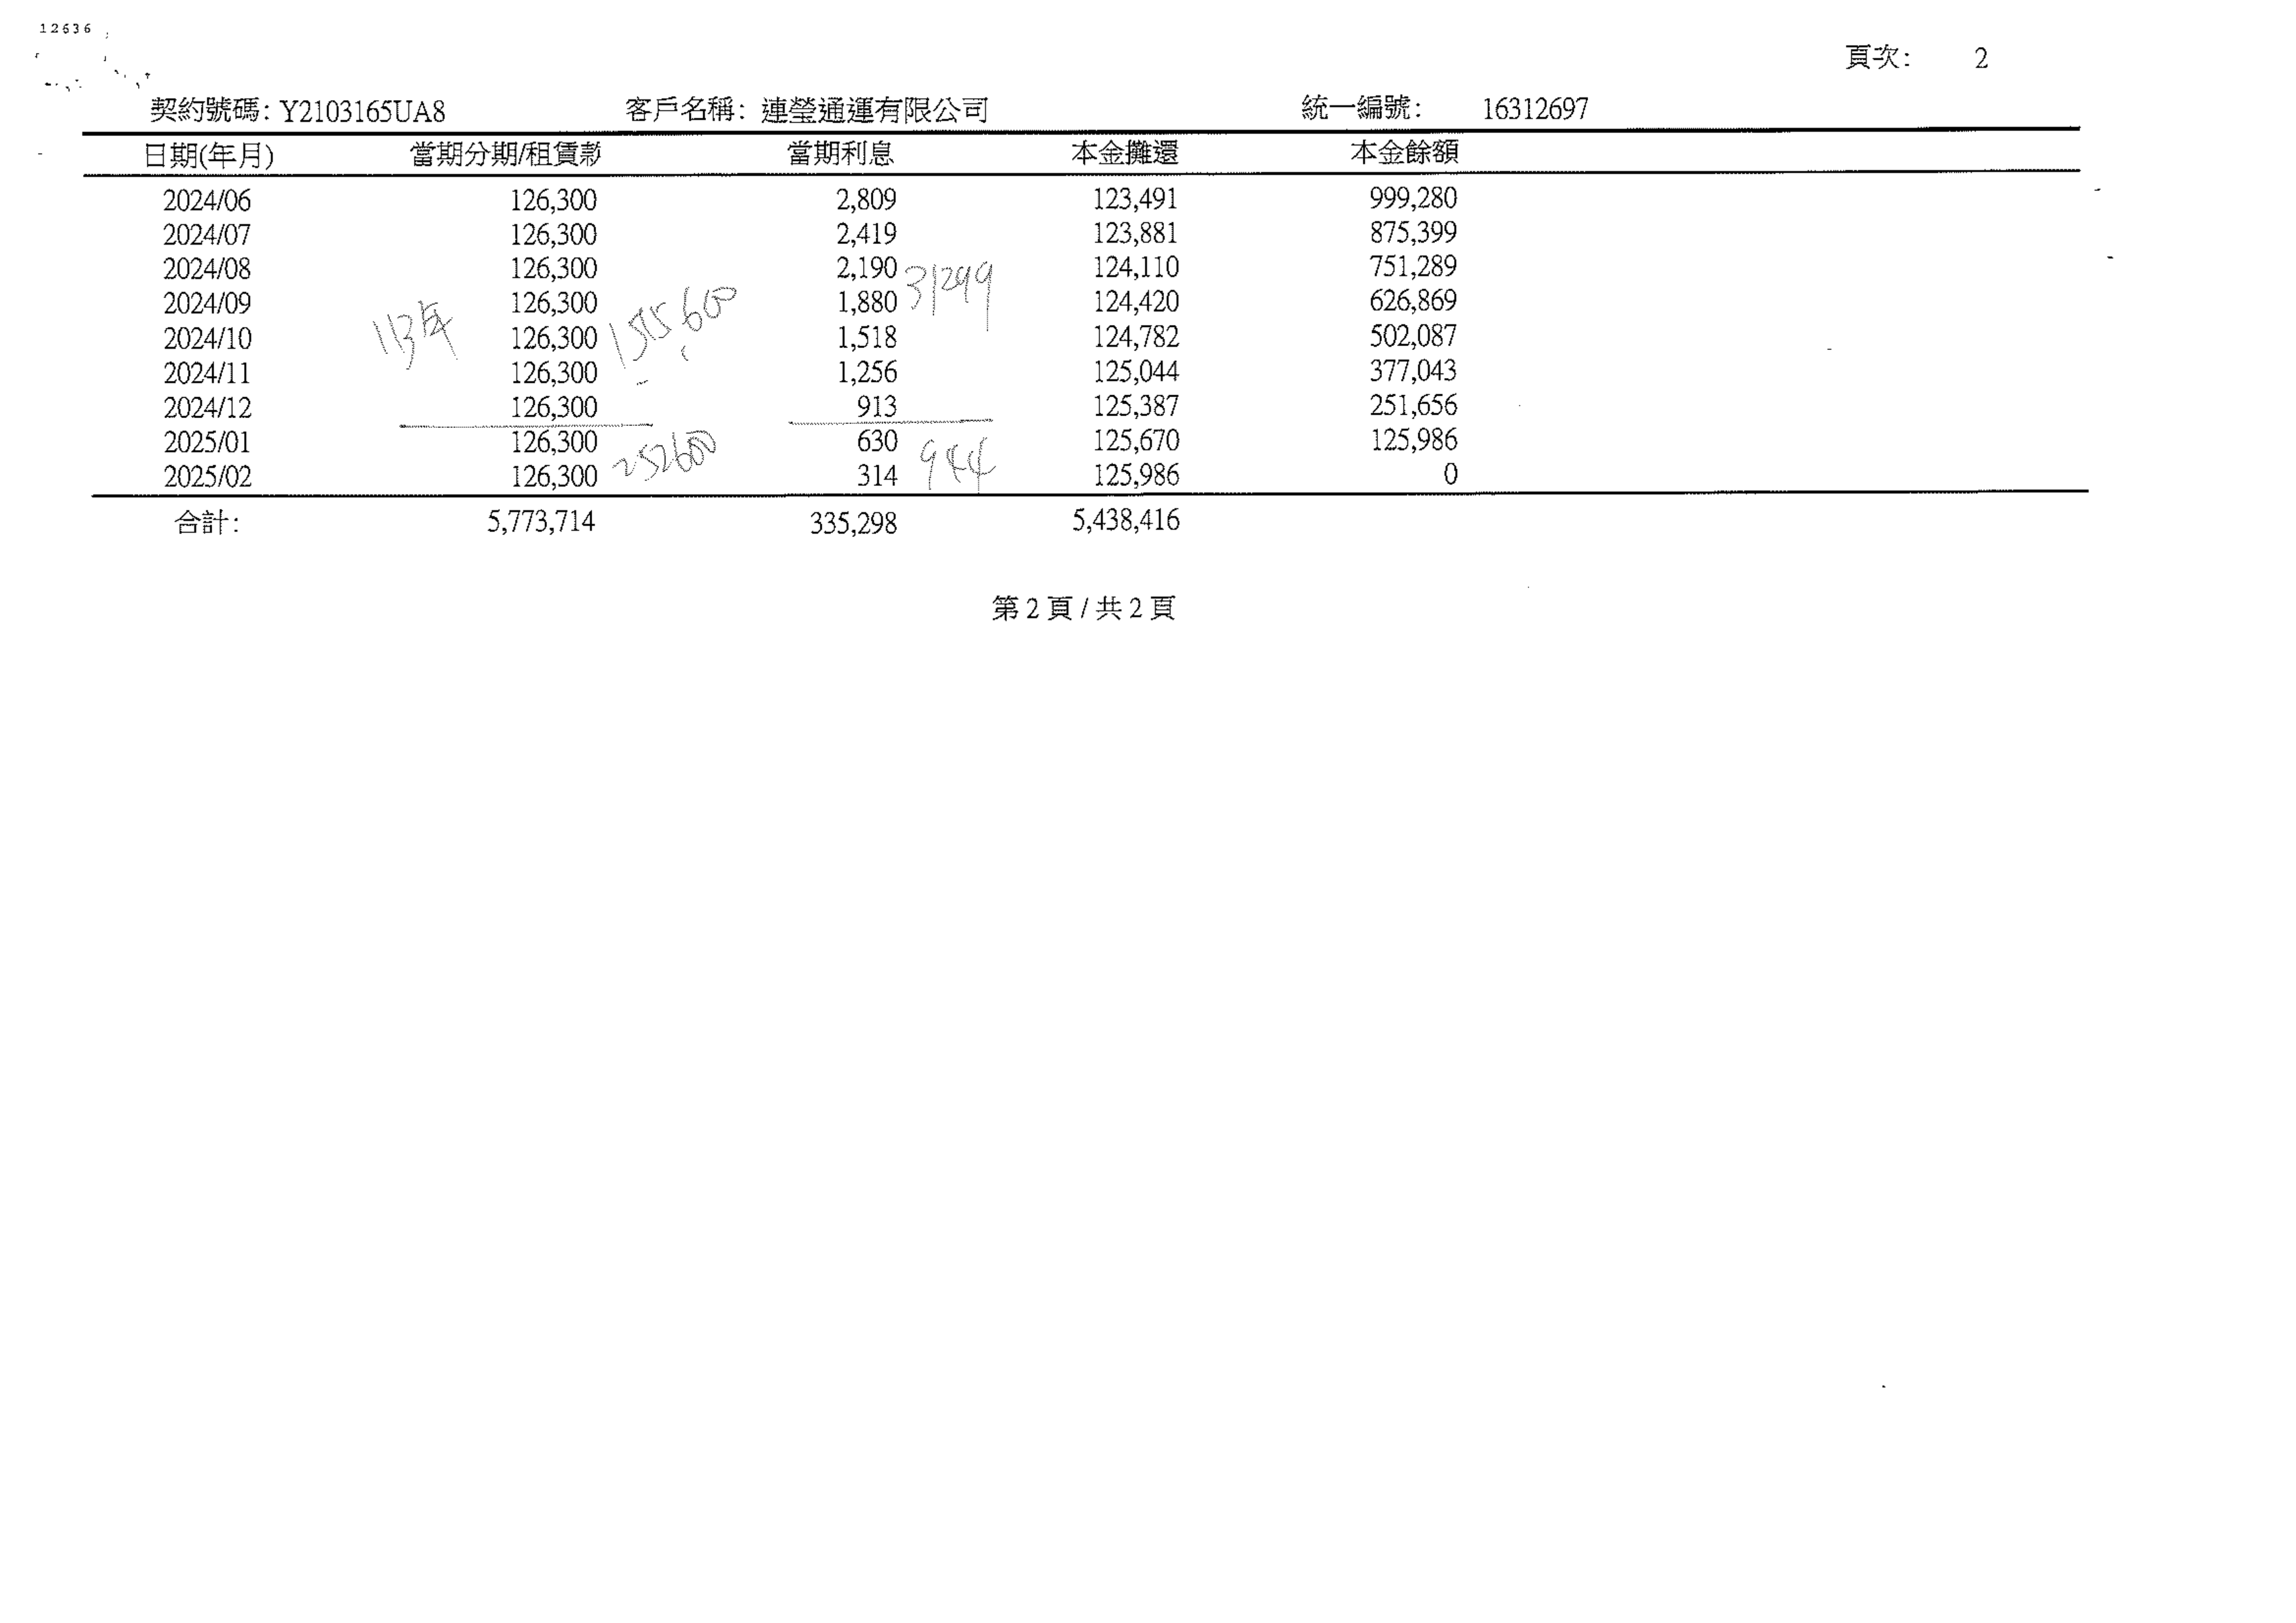 12636
頁次: 2
契約號碼: Y2103165UA8 客戶名稱: 連瑩通運有限公司 統一編號: 16312697
日期(年月) 當期分期/租賃款 當期利息 本金攤還 本金餘額
2024/06 126,300 2,809 123,491 999,280
2024/07 126,300 2,419 123,881 875,399
2024/08 126,300 2,190 31299 124,110 751,289
2024/09 126,300 1,880 124,420 626,869
113年 1515,600
2024/10 126,300 1,518 124,782 502,087
2024/11 126,300 1,256 125,044 377,043
2024/12 126,300 913 125,387 251,656
2025/01 126,300 630 125,670 125,986
252600 944
2025/02 126,300 314 125,986 0
合計: 5,773,714 335,298 5,438,416
第 2 頁 / 共 2 頁